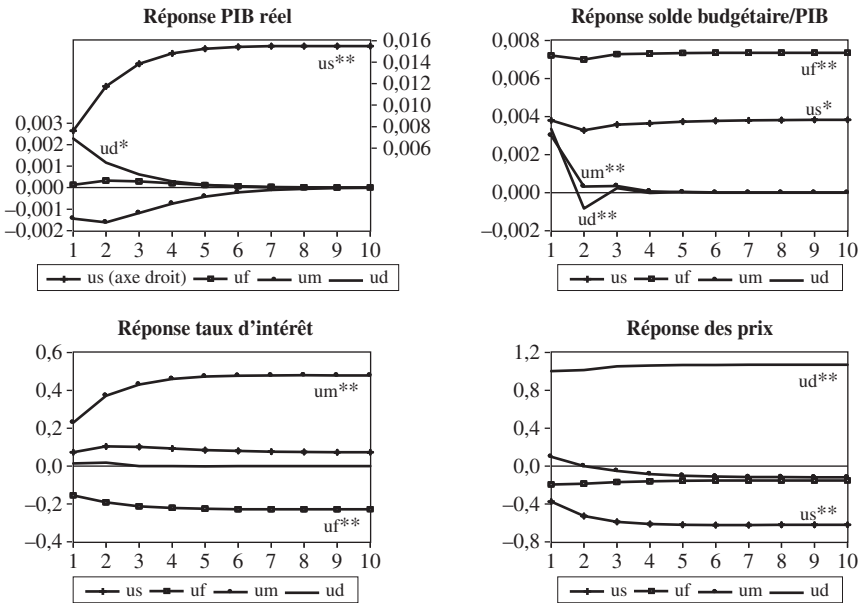 Réponse PIB réel
0,016
0,014
0,012
0,010
0,008
0,006
us**
0,003
0,002
0,001
0,000
–0,001
–0,002
ud*
1 2 3 4 5 6 7 8 9 10
us (axe droit) uf um ud
Réponse solde budgétaire/PIB
0,008
0,006
0,004
0,002
0,000
–0,002
uf**
us*
um**
ud**
1 2 3 4 5 6 7 8 9 10
us uf um ud
Réponse taux d’intérêt
0,6
0,4
0,2
0,0
–0,2
–0,4
um**
uf**
1 2 3 4 5 6 7 8 9 10
us uf um ud
Réponse des prix
1,2
0,8
0,4
0,0
–0,4
–0,8
ud**
us**
1 2 3 4 5 6 7 8 9 10
us uf um ud